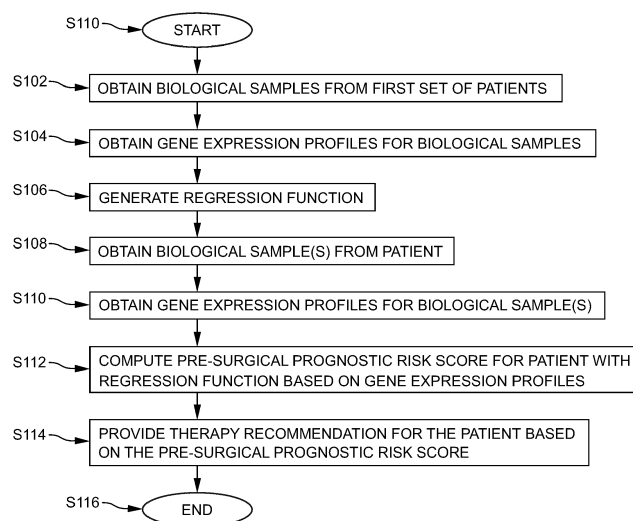 S110 START
S102 OBTAIN BIOLOGICAL SAMPLES FROM FIRST SET OF PATIENTS
S104 OBTAIN GENE EXPRESSION PROFILES FOR BIOLOGICAL SAMPLES
S106 GENERATE REGRESSION FUNCTION
S108 OBTAIN BIOLOGICAL SAMPLE(S) FROM PATIENT
S110 OBTAIN GENE EXPRESSION PROFILES FOR BIOLOGICAL SAMPLE(S)
S112 COMPUTE PRE-SURGICAL PROGNOSTIC RISK SCORE FOR PATIENT WITH
REGRESSION FUNCTION BASED ON GENE EXPRESSION PROFILES
S114 PROVIDE THERAPY RECOMMENDATION FOR THE PATIENT BASED
ON THE PRE-SURGICAL PROGNOSTIC RISK SCORE
S116 END